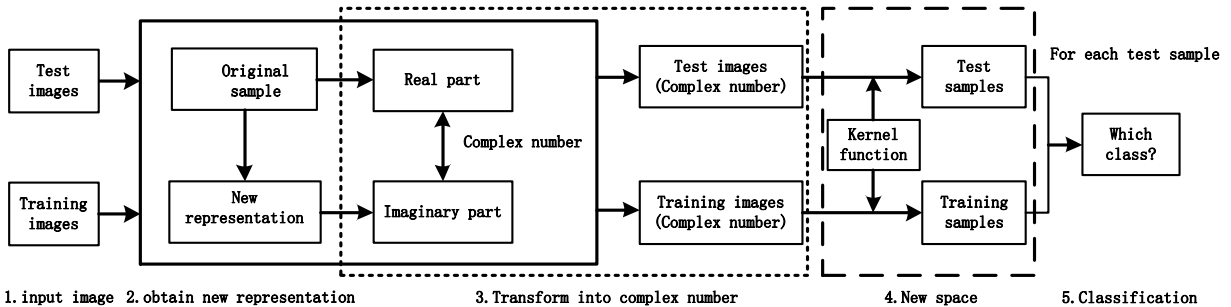 Test
images
Training
images
Original
sample
New
representation
Real part
Complex number
Imaginary part
Test images
(Complex number)
Training images
(Complex number)
Kernel
function
Test
samples
Training
samples
For each test sample
Which
class?
1. input image
2. obtain new representation
3. Transform into complex number
4. New space
5. Classification